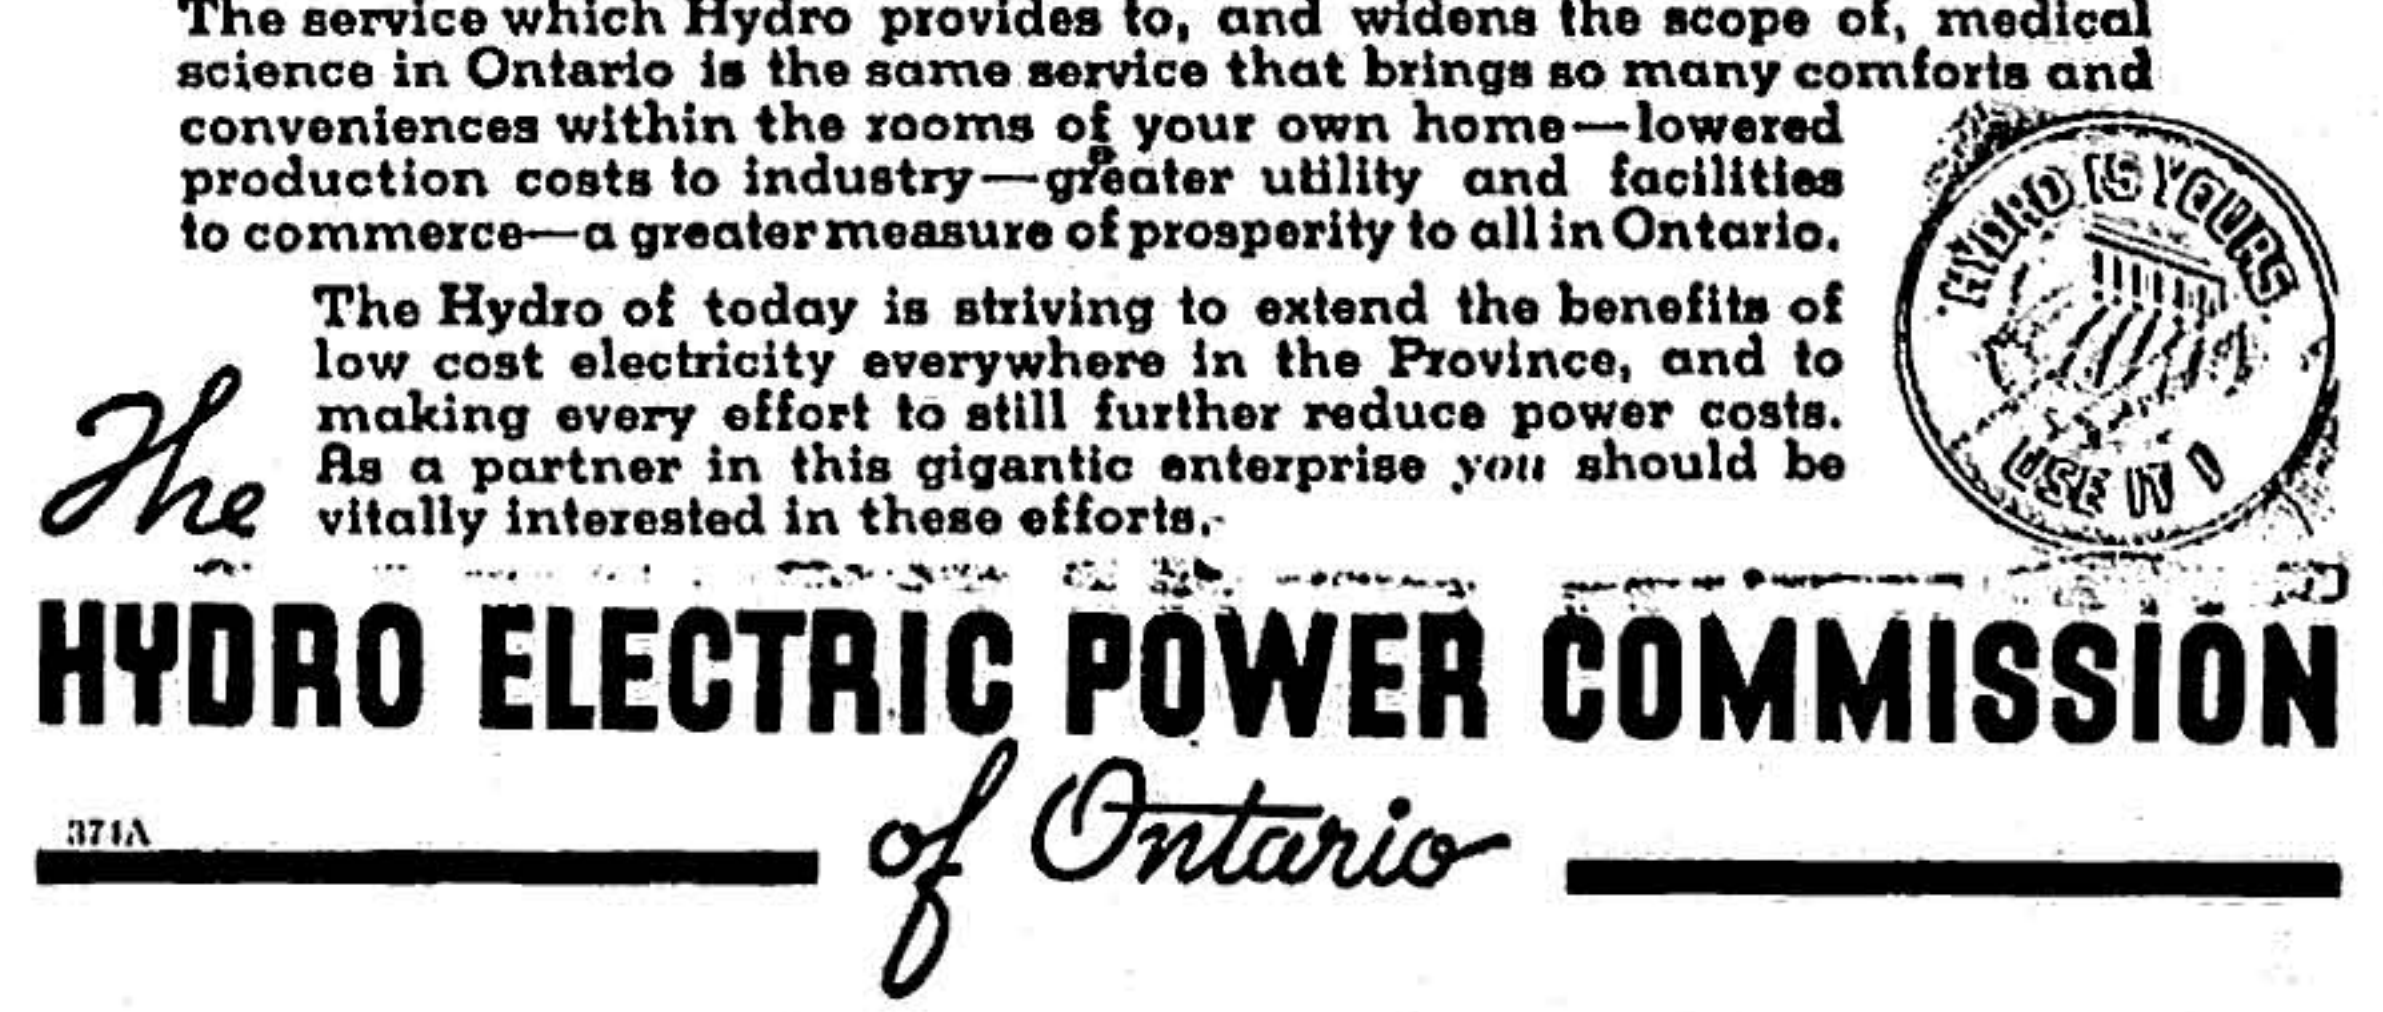 The service which Hydro provides to, and widens the scope of, medical
science in Ontario is the same service that brings so many comforts and
conveniences within the rooms of your own home—lowered
production costs to industry—greater utility and facilities
to commerce—a greater measure of prosperity to all in Ontario.
HYDRO IS YOURS
USE IT
The Hydro of today is striving to extend the benefits of
low cost electricity everywhere in the Province, and to
making every effort to still further reduce power costs.
As a partner in this gigantic enterprise you should be
vitally interested in these efforts.
The
HYDRO ELECTRIC POWER COMMISSION
of Ontario
371A